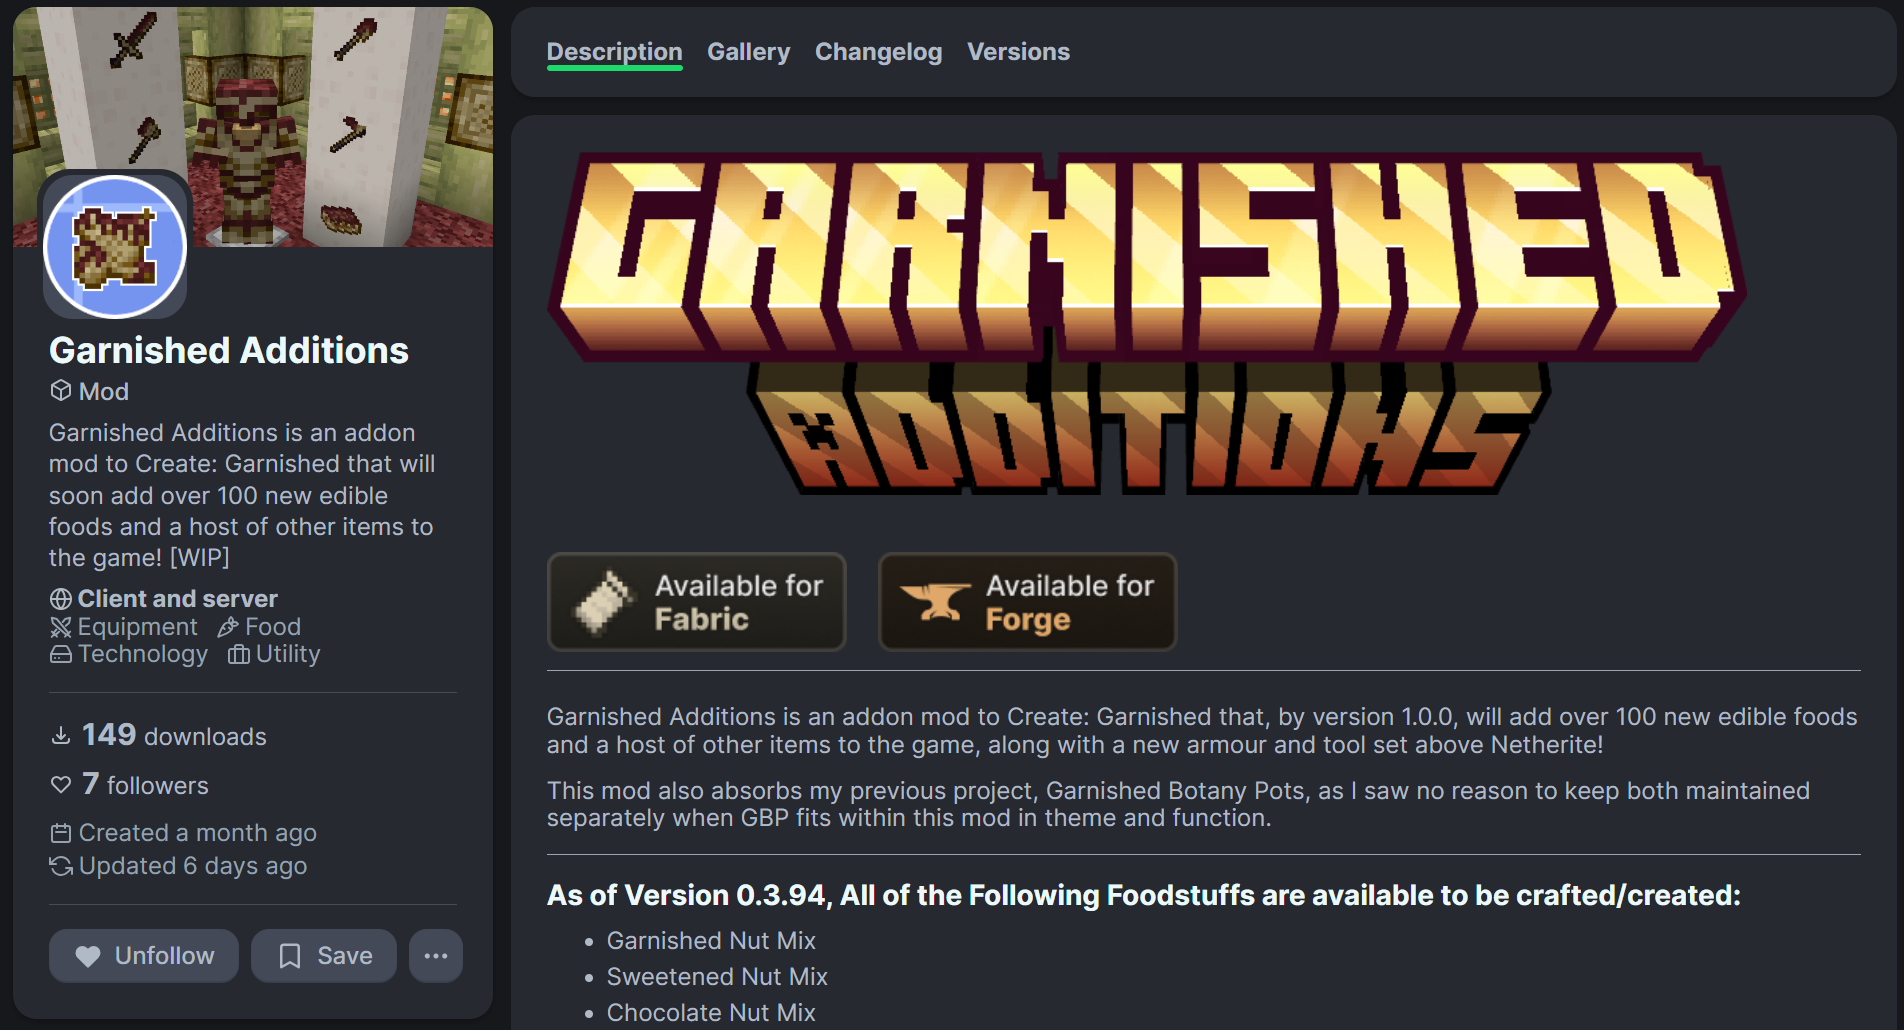 Garnished Additions
Mod
Garnished Additions is an addon
mod to Create: Garnished that will
soon add over 100 new edible
foods and a host of other items to
the game! [WIP]
Client and server
Equipment Food
Technology Utility
149 downloads
7 followers
Created a month ago
Updated 6 days ago
Unfollow Save
Description Gallery Changelog Versions
GARNISHED
ADDITIONS
Available for
Fabric
Available for
Forge
Garnished Additions is an addon mod to Create: Garnished that, by version 1.0.0, will add over 100 new edible foods
and a host of other items to the game, along with a new armour and tool set above Netherite!
This mod also absorbs my previous project, Garnished Botany Pots, as I saw no reason to keep both maintained
separately when GBP fits within this mod in theme and function.
As of Version 0.3.94, All of the Following Foodstuffs are available to be crafted/created:
Garnished Nut Mix
Sweetened Nut Mix
Chocolate Nut Mix